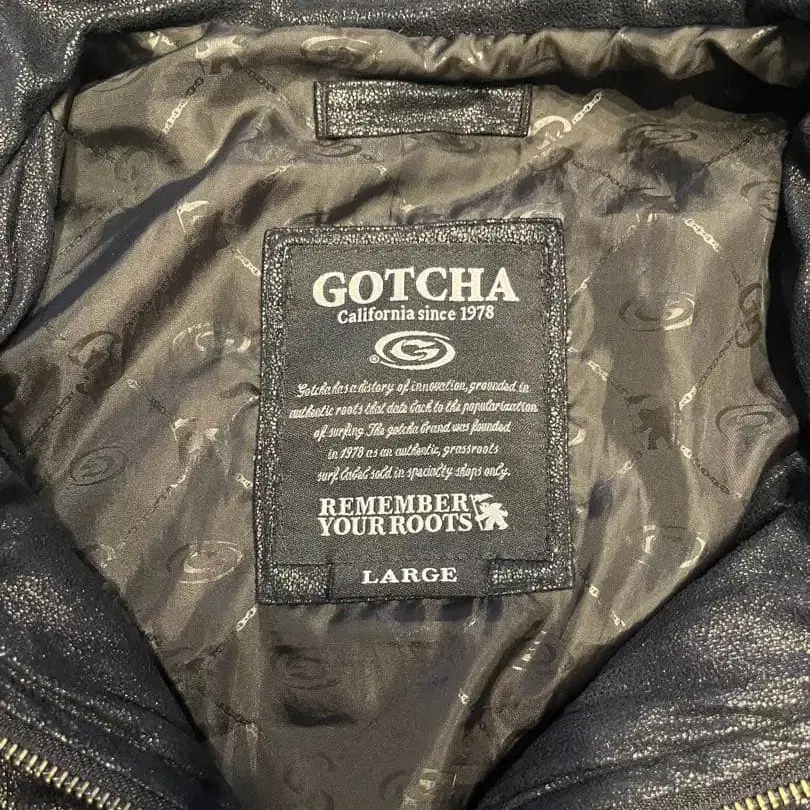 GOTCHA
California since 1978
® G
Gotcha has a history of innovation, grounded in
authentic roots that date back to the popularization
of surfing The gotcha brand was founded
in 1978 as an authentic, grassroots
surf label sold in specialty shops only.
REMEMBER
YOUR ROOTS
LARGE